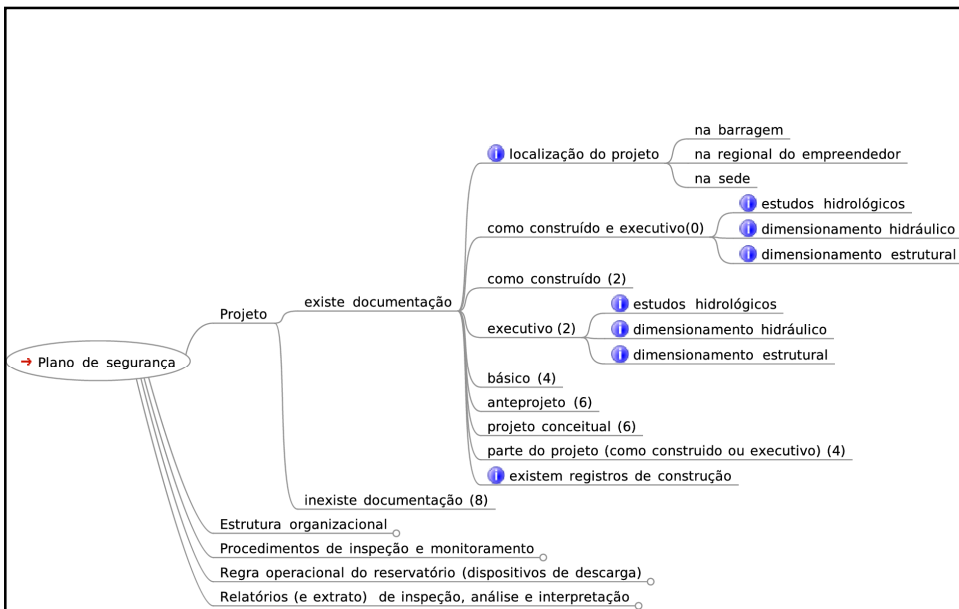 na barragem
localização do projeto
na regional do empreendedor
na sede
estudos hidrológicos
como construído e executivo(0)
dimensionamento hidráulico
dimensionamento estrutural
como construído (2)
existe documentação
estudos hidrológicos
Projeto
executivo (2)
dimensionamento hidráulico
dimensionamento estrutural
Plano de segurança
básico (4)
anteprojeto (6)
projeto conceitual (6)
parte do projeto (como construido ou executivo) (4)
existem registros de construção
inexiste documentação (8)
Estrutura organizacional
Procedimentos de inspeção e monitoramento
Regra operacional do reservatório (dispositivos de descarga)
Relatórios (e extrato) de inspeção, análise e interpretação